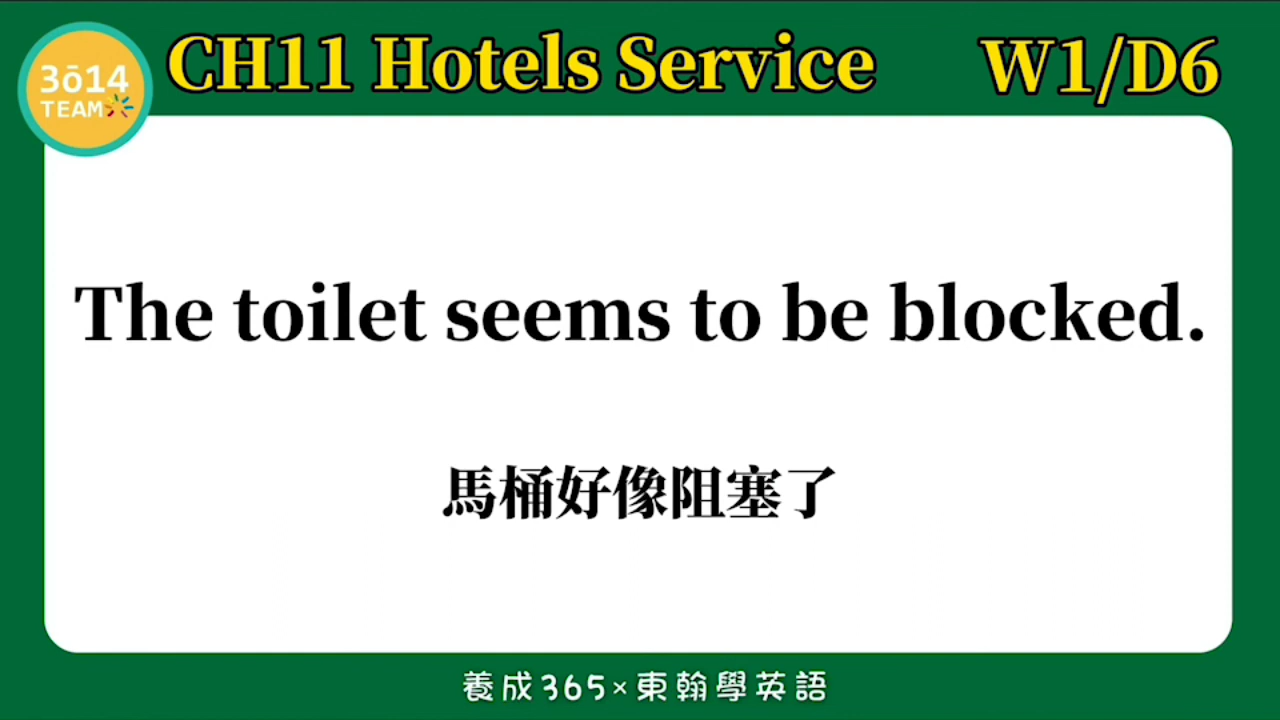 3ō14
TEAM
CH11 Hotels Service
W1/D6
The toilet seems to be blocked.
馬桶好像阻塞了
養成365×東翰學英語